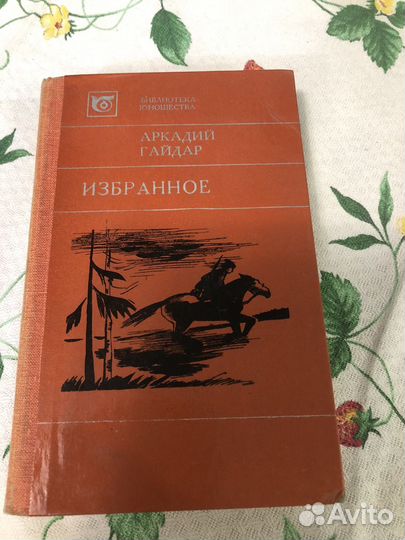 БИБЛИОТЕКА
ЮНОШЕСТВА
АРКАДИЙ
ГАЙДАР
ИЗБРАННОЕ
Avito